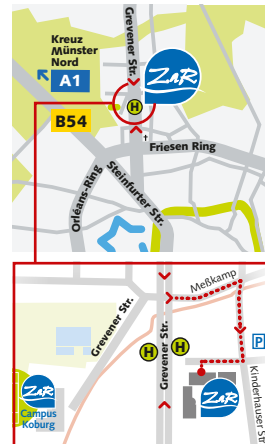 Grevener Str.
Kreuz
Münster
Nord
A1
ZaR
B54
H
Friesen Ring
Orléans-Ring
Steinfurter Str.
Meßkamp
Grevener Str.
Grevener Str.
H
H
P
Kinderhauser St
ZaR
Campus
Koburg
ZaR